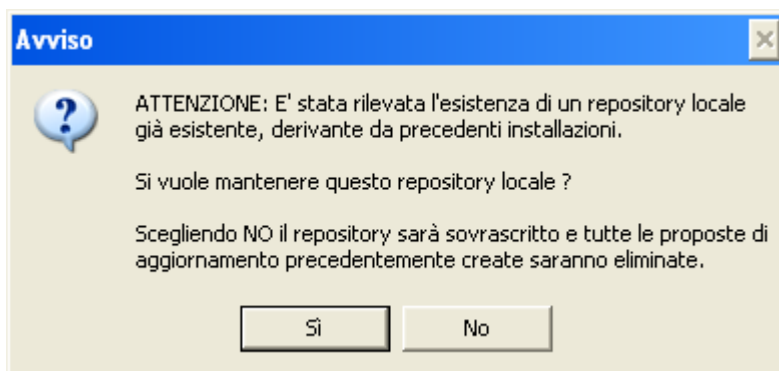 Avviso
ATTENZIONE: E' stata rilevata l'esistenza di un repository locale
già esistente, derivante da precedenti installazioni.
Si vuole mantenere questo repository locale ?
Scegliendo NO il repository sarà sovrascritto e tutte le proposte di
aggiornamento precedentemente create saranno eliminate.
Sì
No